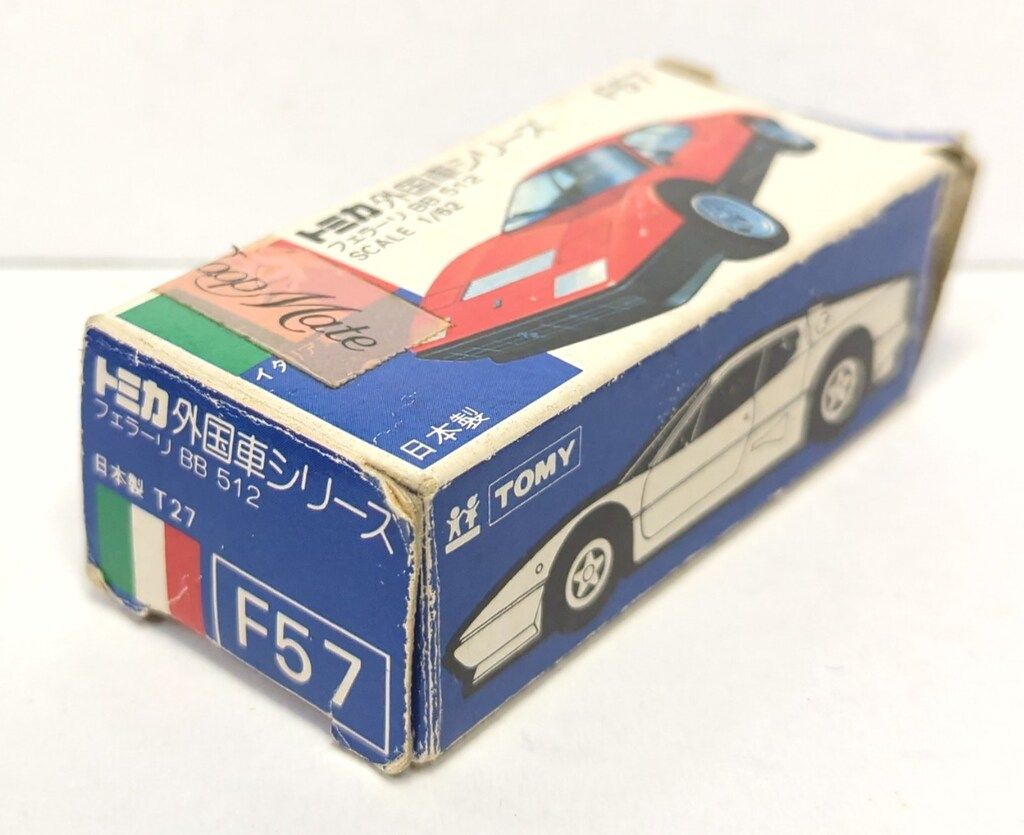 F57
トミカ外国車シリーズ
フェラーリ BB 512
SCALE 1/62
Mate
イタ
日本製
トミカ外国車シリーズ
フェラーリ BB 512
日本製 T27
F57
TOMY